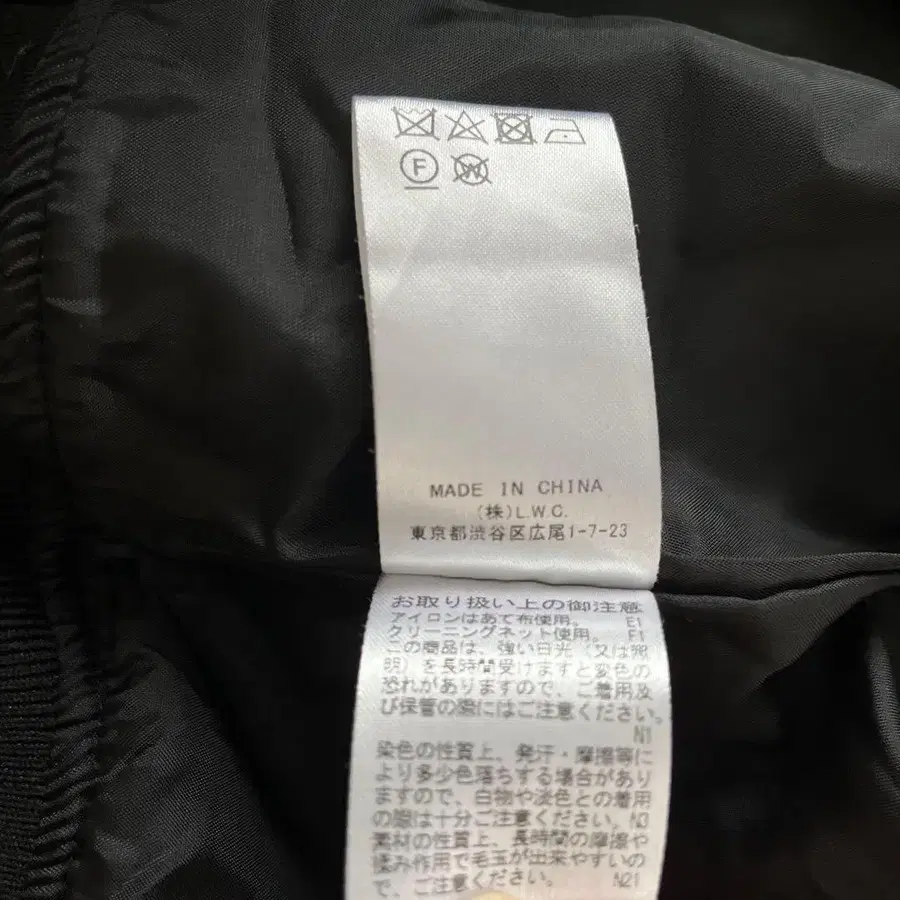 F W
MADE IN CHINA
(株)L.W.C.
東京都渋谷区広尾1-7-23
お取り扱い上の御注意
アイロンはあて布使用。 E1
クリーニングネット使用。 F1
この商品は、強い日光(又は照
明)を長時間受けますと変色の
恐れがありますので、ご着用及
び保管の際にはご注意ください。
N1
染色の性質上、発汗・摩擦等に
より多少色落ちする場合があり
ますので、白物や淡色との着用
の際は十分ご注意ください。N3
素材の性質上、長時間の摩擦や
揉み作用で毛玉が出来やすいの
で、ご注意ください。 N21